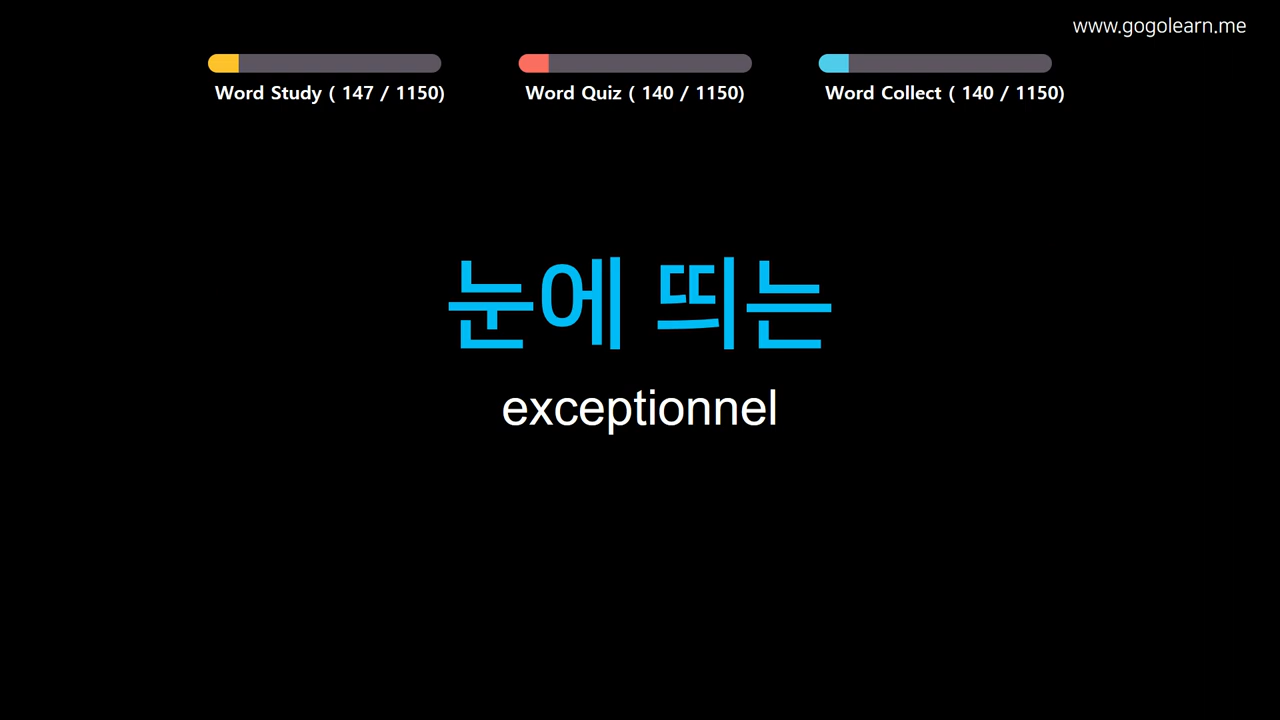 www.gogolearn.me
Word Study ( 147 / 1150)
Word Quiz ( 140 / 1150)
Word Collect ( 140 / 1150)
눈에 띄는
exceptionnel